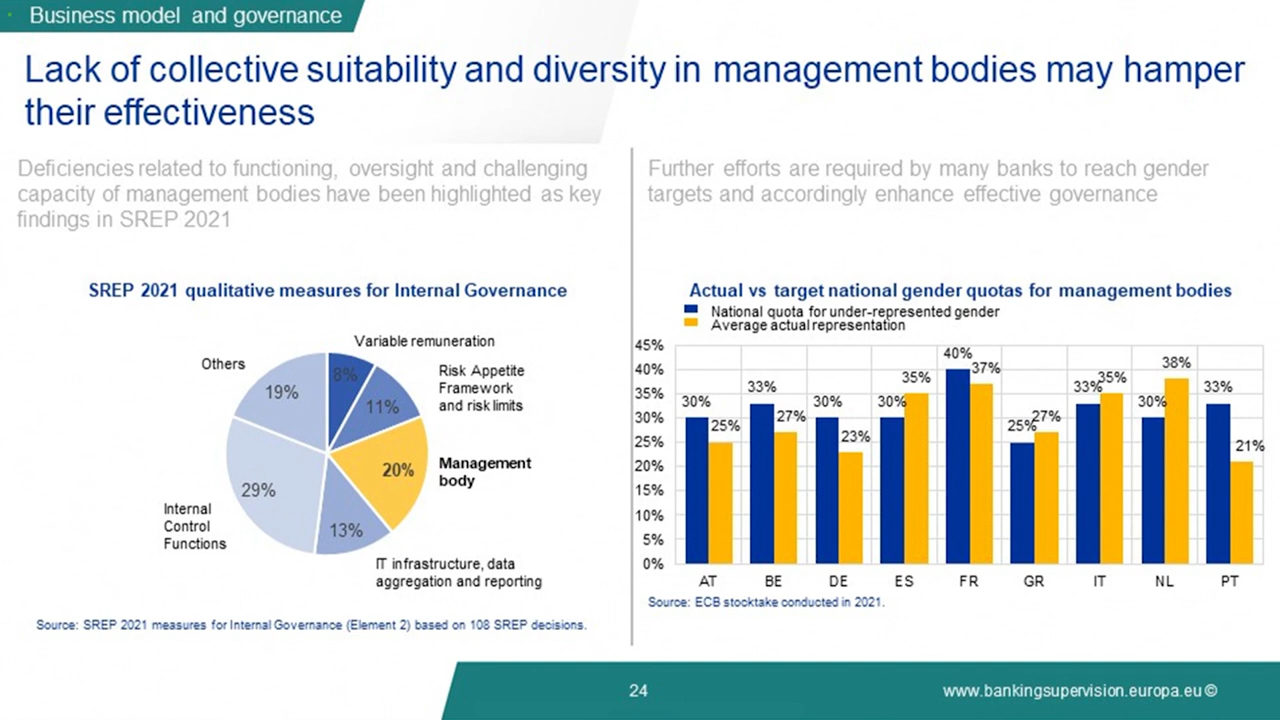 Business model and governance
Lack of collective suitability and diversity in management bodies may hamper
their effectiveness
Deficiencies related to functioning, oversight and challenging
capacity of management bodies have been highlighted as key
findings in SREP 2021
SREP 2021 qualitative measures for Internal Governance
Variable remuneration
Others
Risk Appetite
Framework
and risk limits
8%
19%
11%
Management
body
20%
29%
Internal
Control
Functions
13%
IT infrastructure, data
aggregation and reporting
Source: SREP 2021 measures for Internal Governance (Element 2) based on 108 SREP decisions.
Further efforts are required by many banks to reach gender
targets and accordingly enhance effective governance
Actual vs target national gender quotas for management bodies
National quota for under-represented gender
Average actual representation
45%
40%
35%
30%
25%
20%
15%
10%
5%
0%
30% 25%
33% 27%
30% 23%
30% 35%
40% 37%
25% 27%
33% 35%
30% 38%
33% 21%
AT BE DE ES FR GR IT NL PT
Source: ECB stocktake conducted in 2021.
24
www.bankingsupervision.europa.eu ©